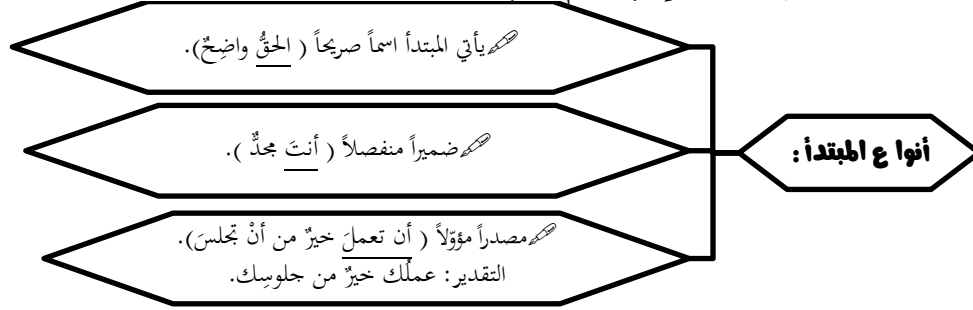 أنواع المبتدأ :
يأتي المبتدأ اسماً صريحاً ( الحقُّ واضِحٌ).
ضميراً منفصلاً ( أنتَ مجدٌّ ).
مصدراً مؤوّلاً ( أن تعملَ خيرٌ من أنْ تجلسَ).
التقدير: عملُك خيرٌ من جلوسِك.